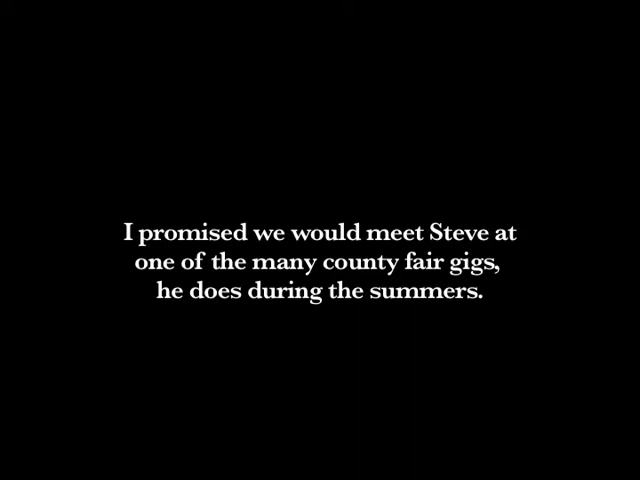 I promised we would meet Steve at
one of the many county fair gigs,
he does during the summers.